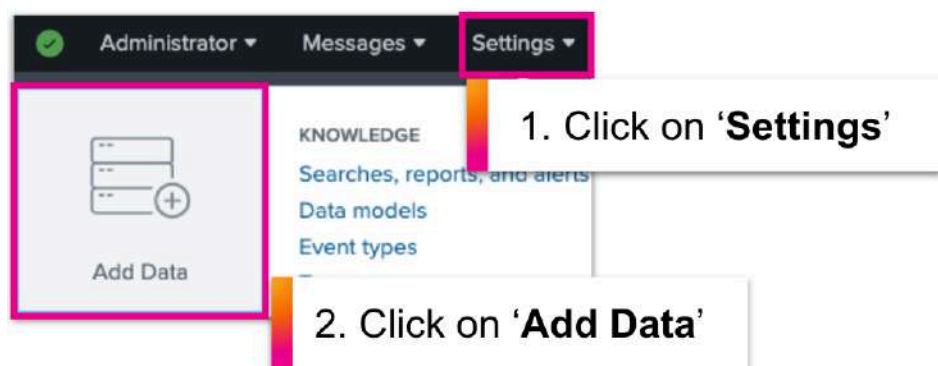 Administrator Messages Settings
1. Click on ‘Settings’
KNOWLEDGE
Searches, reports, and alerts
Data models
Event types
Add Data
2. Click on ‘Add Data’